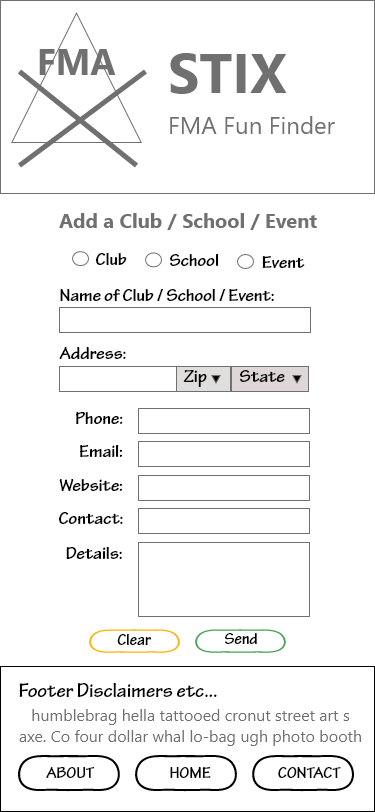 FMA
STIX
FMA Fun Finder
Add a Club / School / Event
Club School Event
Name of Club / School / Event:
Address:
Zip ▼ State ▼
Phone:
Email:
Website:
Contact:
Details:
Clear Send
Footer Disclaimers etc...
humblebrag hella tattooed cronut street art s
axe. Co four dollar whal lo-bag ugh photo booth
ABOUT HOME CONTACT